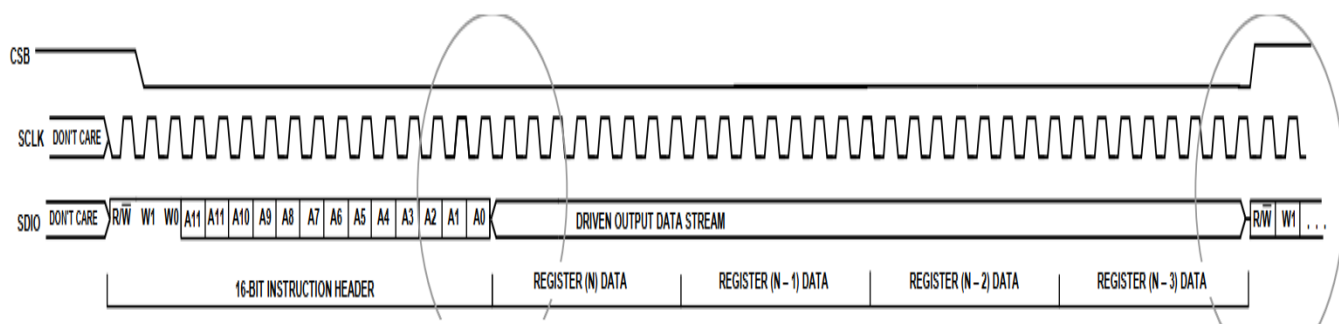 CSB
SCLK DON'T CARE
SDIO DON'T CARE R/W̅ W1 W0 A11 A11 A10 A9 A8 A7 A6 A5 A4 A3 A2 A1 A0 DRIVEN OUTPUT DATA STREAM R/W̅ W1 . . .
16-BIT INSTRUCTION HEADER REGISTER (N) DATA REGISTER (N – 1) DATA REGISTER (N – 2) DATA REGISTER (N – 3) DATA